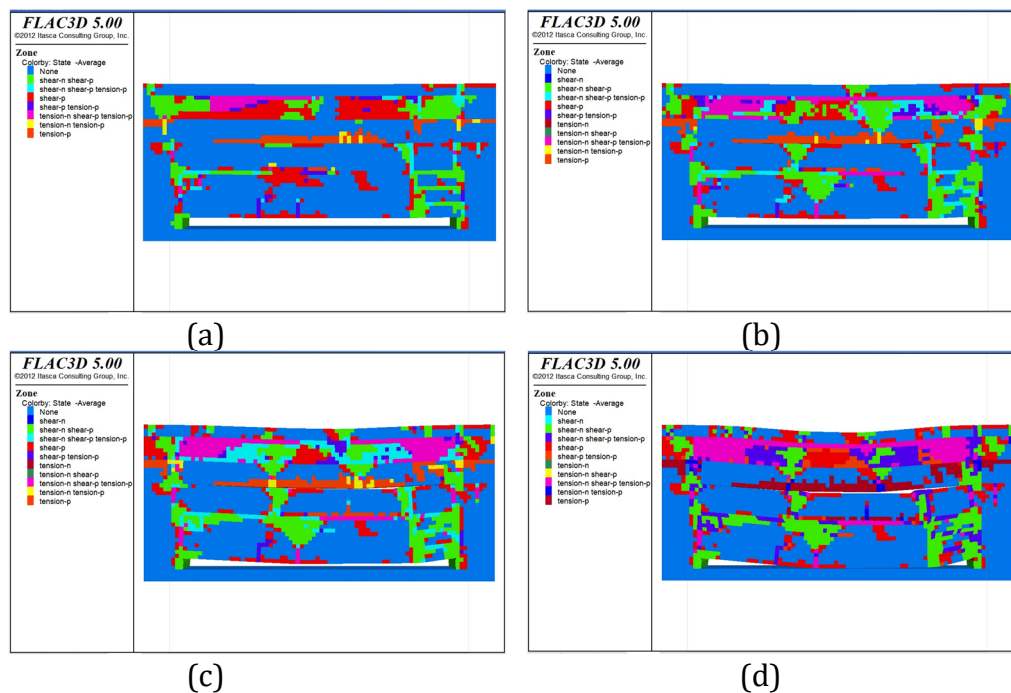 FLAC3D 5.00
©2012 Itasca Consulting Group, Inc.
Zone
Colorby: State -Average
None
shear-n shear-p
shear-n shear-p tension-p
shear-p
shear-p tension-p
tension-n shear-p tension-p
tension-n tension-p
tension-p
(a)
FLAC3D 5.00
©2012 Itasca Consulting Group, Inc.
Zone
Colorby: State -Average
None
shear-n
shear-n shear-p
shear-n shear-p tension-p
shear-p
shear-p tension-p
tension-n
tension-n shear-p
tension-n shear-p tension-p
tension-n tension-p
tension-p
(b)
FLAC3D 5.00
©2012 Itasca Consulting Group, Inc.
Zone
Colorby: State -Average
None
shear-n
shear-n shear-p
shear-n shear-p tension-p
shear-p
shear-p tension-p
tension-n
tension-n shear-p
tension-n shear-p tension-p
tension-n tension-p
tension-p
(c)
FLAC3D 5.00
©2012 Itasca Consulting Group, Inc.
Zone
Colorby: State -Average
None
shear-n
shear-n shear-p
shear-n shear-p tension-p
shear-p
shear-p tension-p
tension-n
tension-n shear-p
tension-n shear-p tension-p
tension-n tension-p
tension-p
(d)